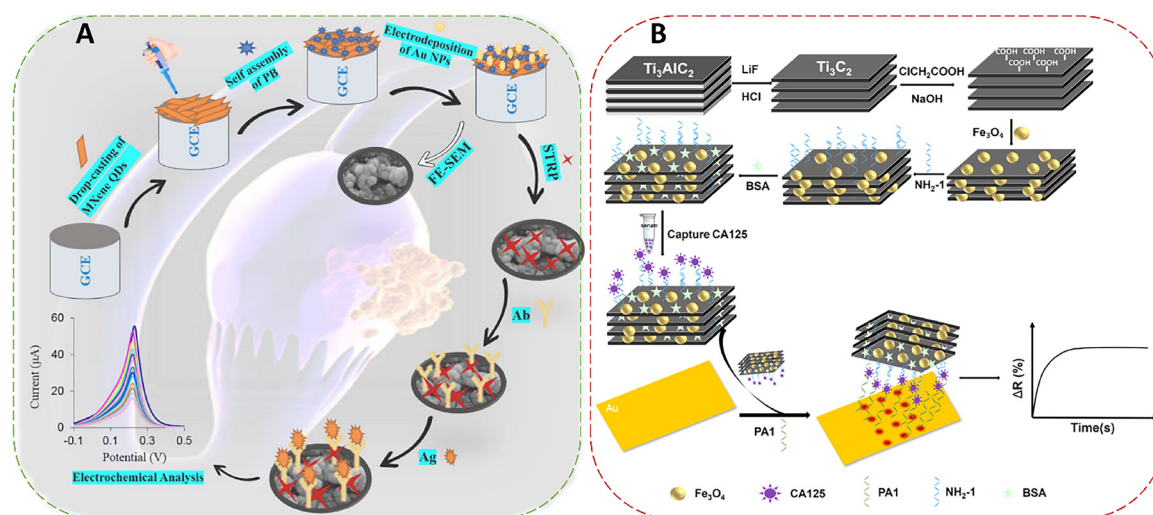 A
Drop-casting of
MXene QDs
GCE
GCE
Self assembly
of PB
GCE
Electrodeposition
of Au NPs
GCE
FE-SEM
STRP
Ab
Ag
Electrochemical Analysis
Current (µA)
60
40
20
0
-0.1
0.1
0.3
0.5
Potential (V)
B
Ti₃AlC₂
LiF
HCl
Ti₃C₂
ClCH₂COOH
NaOH
COOH COOH
COOH COOH COOH
Fe₃O₄
NH₂-1
BSA
serum
Capture CA125
Au
PA1
ΔR (%)
Time(s)
Fe₃O₄
CA125
PA1
NH₂-1
BSA